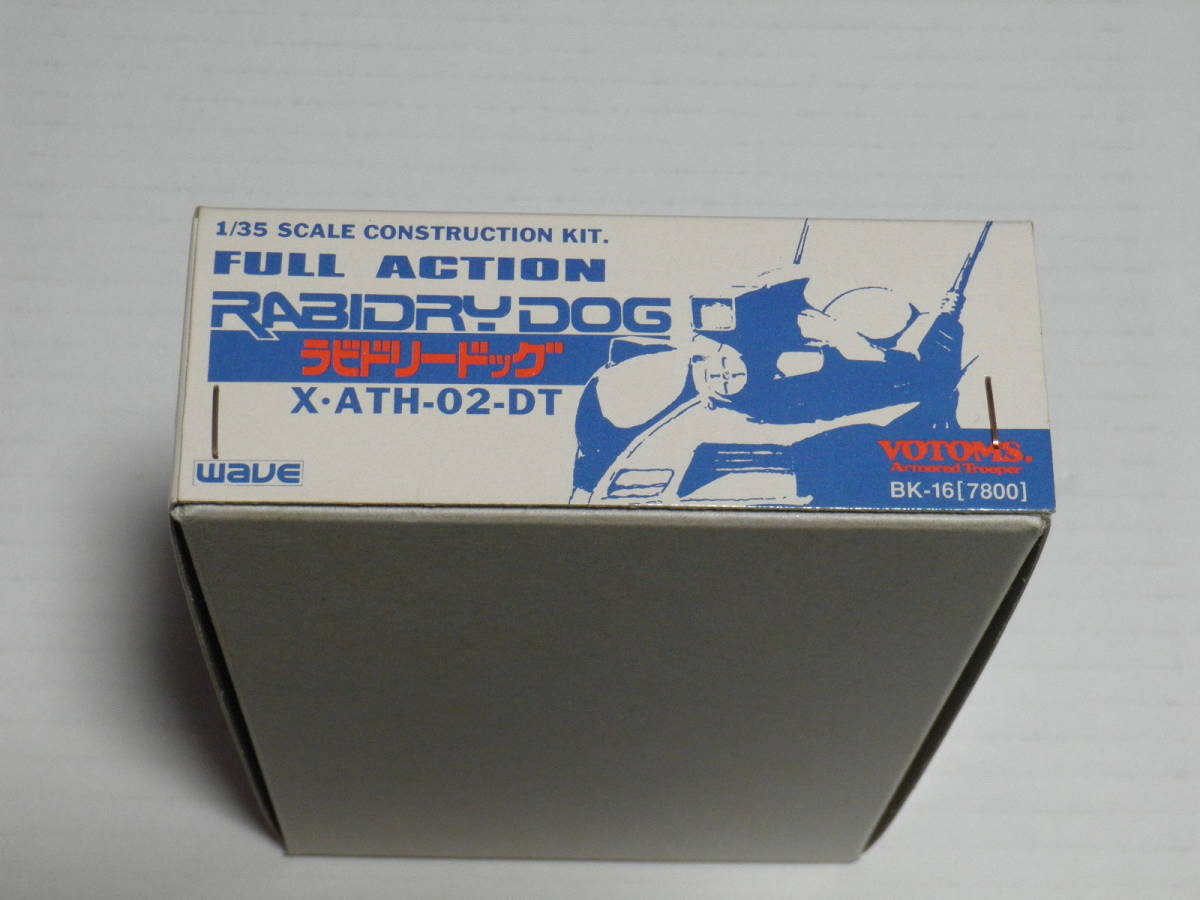 1/35 SCALE CONSTRUCTION KIT.
FULL ACTION
RABIDRY DOG
ラビドリードッグ
X·ATH-02-DT
wave
VOTOMS.
Armored Trooper
BK-16[7800]